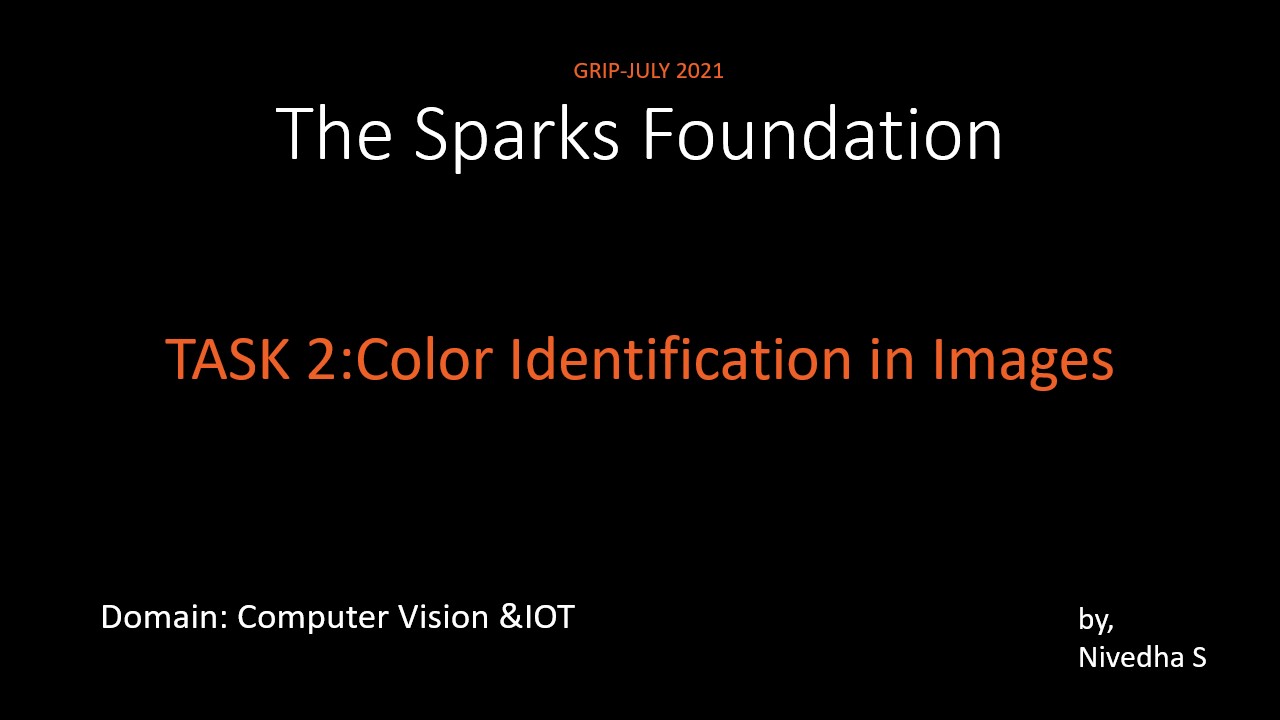 GRIP-JULY 2021
The Sparks Foundation
TASK 2:Color Identification in Images
Domain: Computer Vision &IOT
by,
Nivedha S